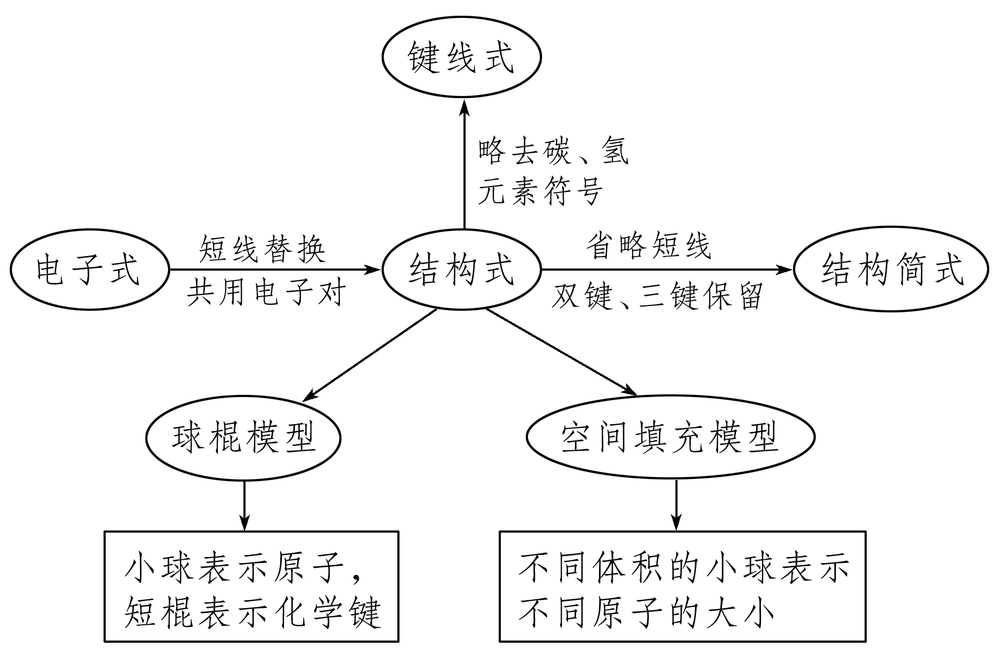 键线式
略去碳、氢
元素符号
电子式
短线替换
共用电子对
结构式
省略短线
双键、三键保留
结构简式
球棍模型
空间填充模型
小球表示原子，
短棍表示化学键
不同体积的小球表示
不同原子的大小